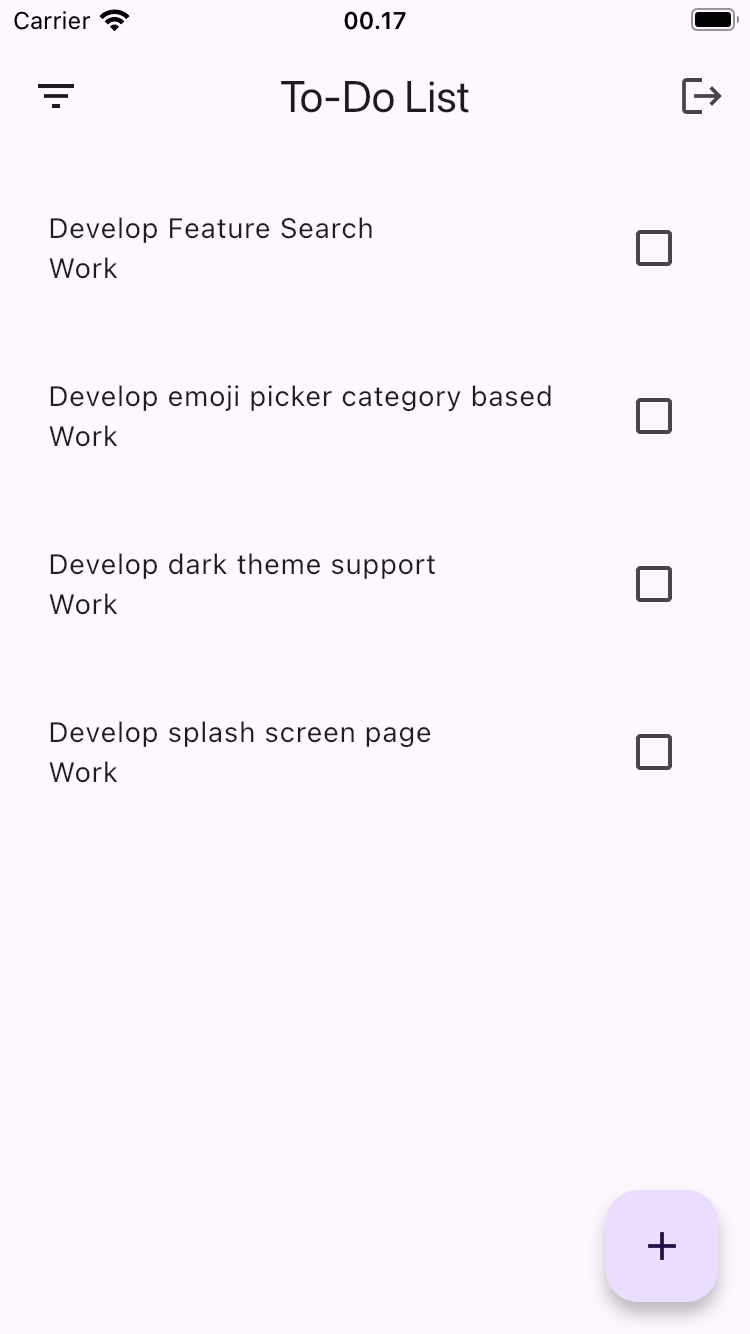 Carrier 00.17
To-Do List
Develop Feature Search
Work
Develop emoji picker category based
Work
Develop dark theme support
Work
Develop splash screen page
Work